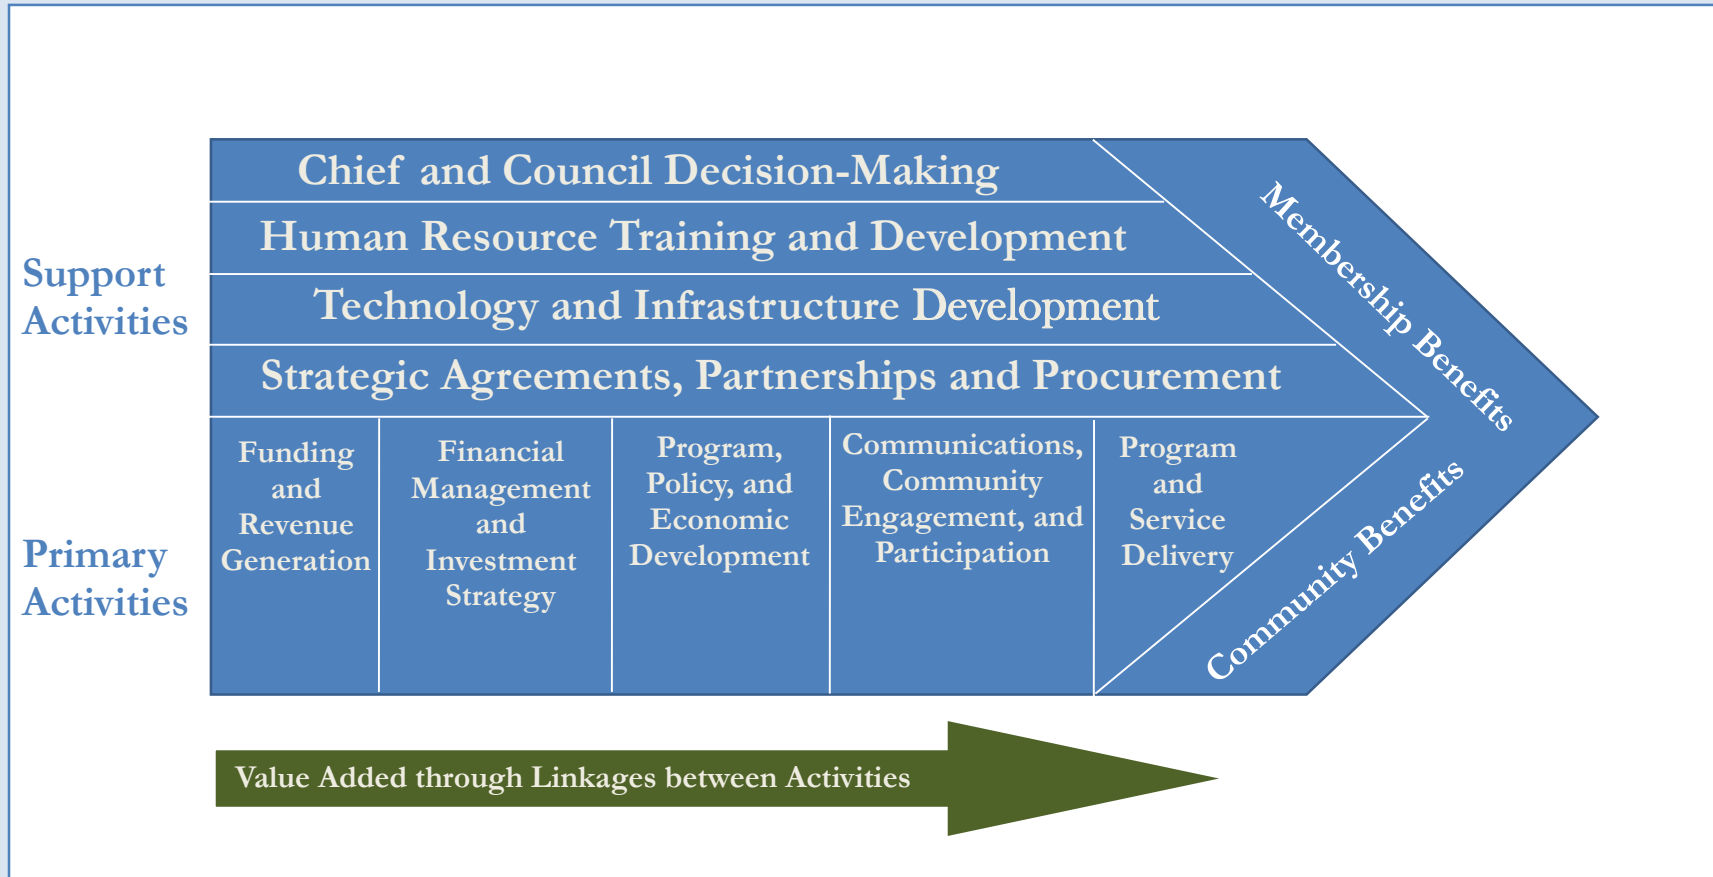 Chief and Council Decision-Making
Human Resource Training and Development
Technology and Infrastructure Development
Strategic Agreements, Partnerships and Procurement
Support
Activities
Primary
Activities
Funding
and
Revenue
Generation
Financial
Management
and
Investment
Strategy
Program,
Policy, and
Economic
Development
Communications,
Community
Engagement, and
Participation
Program
and
Service
Delivery
Membership Benefits
Community Benefits
Value Added through Linkages between Activities